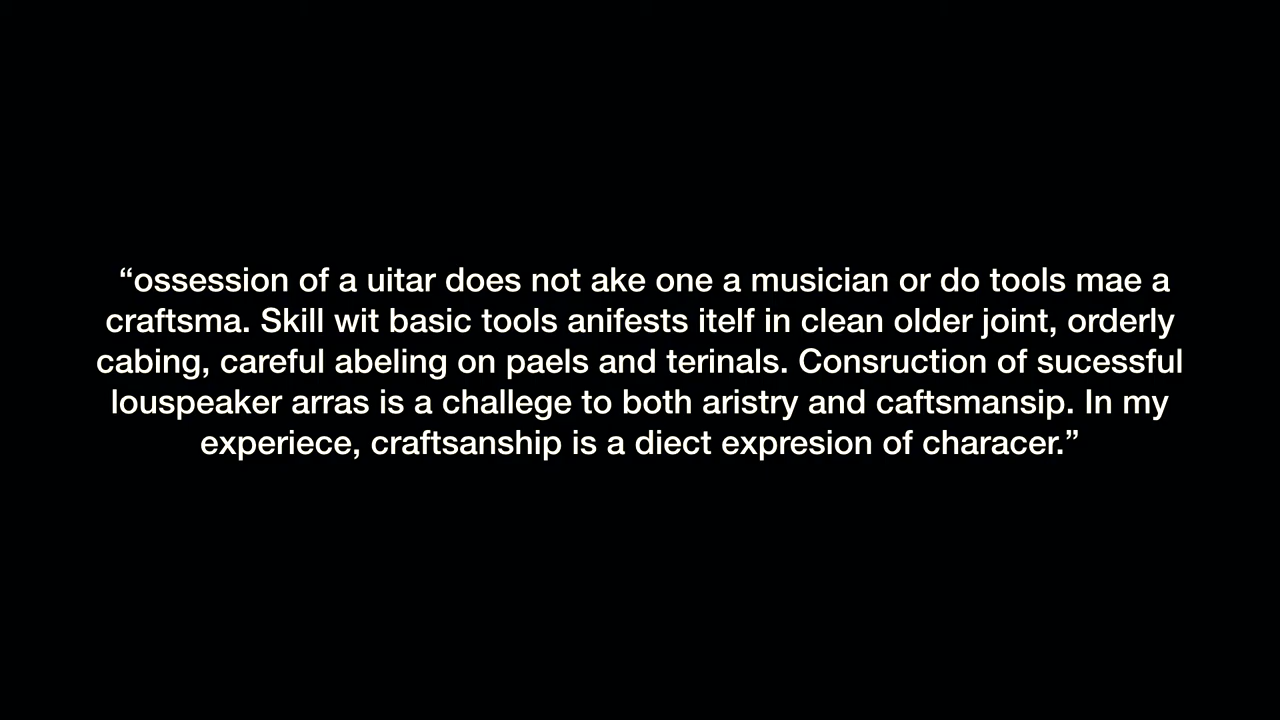 “ossession of a uitar does not ake one a musician or do tools mae a
craftsma. Skill wit basic tools anifests itelf in clean older joint, orderly
cabing, careful abeling on paels and terinals. Consruction of sucessful
louspeaker arras is a challege to both aristry and caftsmansip. In my
experiece, craftsanship is a diect expresion of characer.”